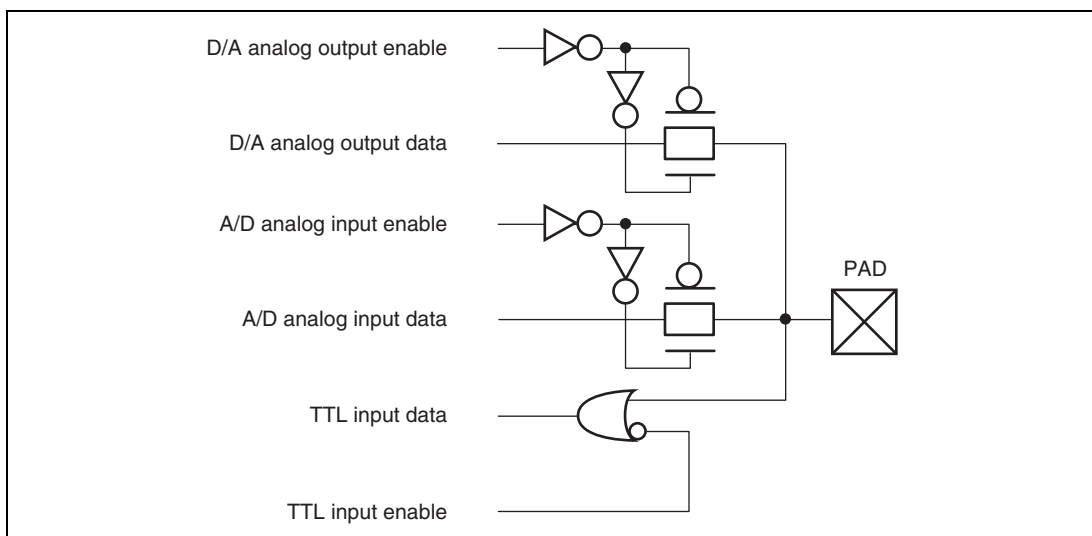 D/A analog output enable
D/A analog output data
A/D analog input enable
PAD
A/D analog input data
TTL input data
TTL input enable